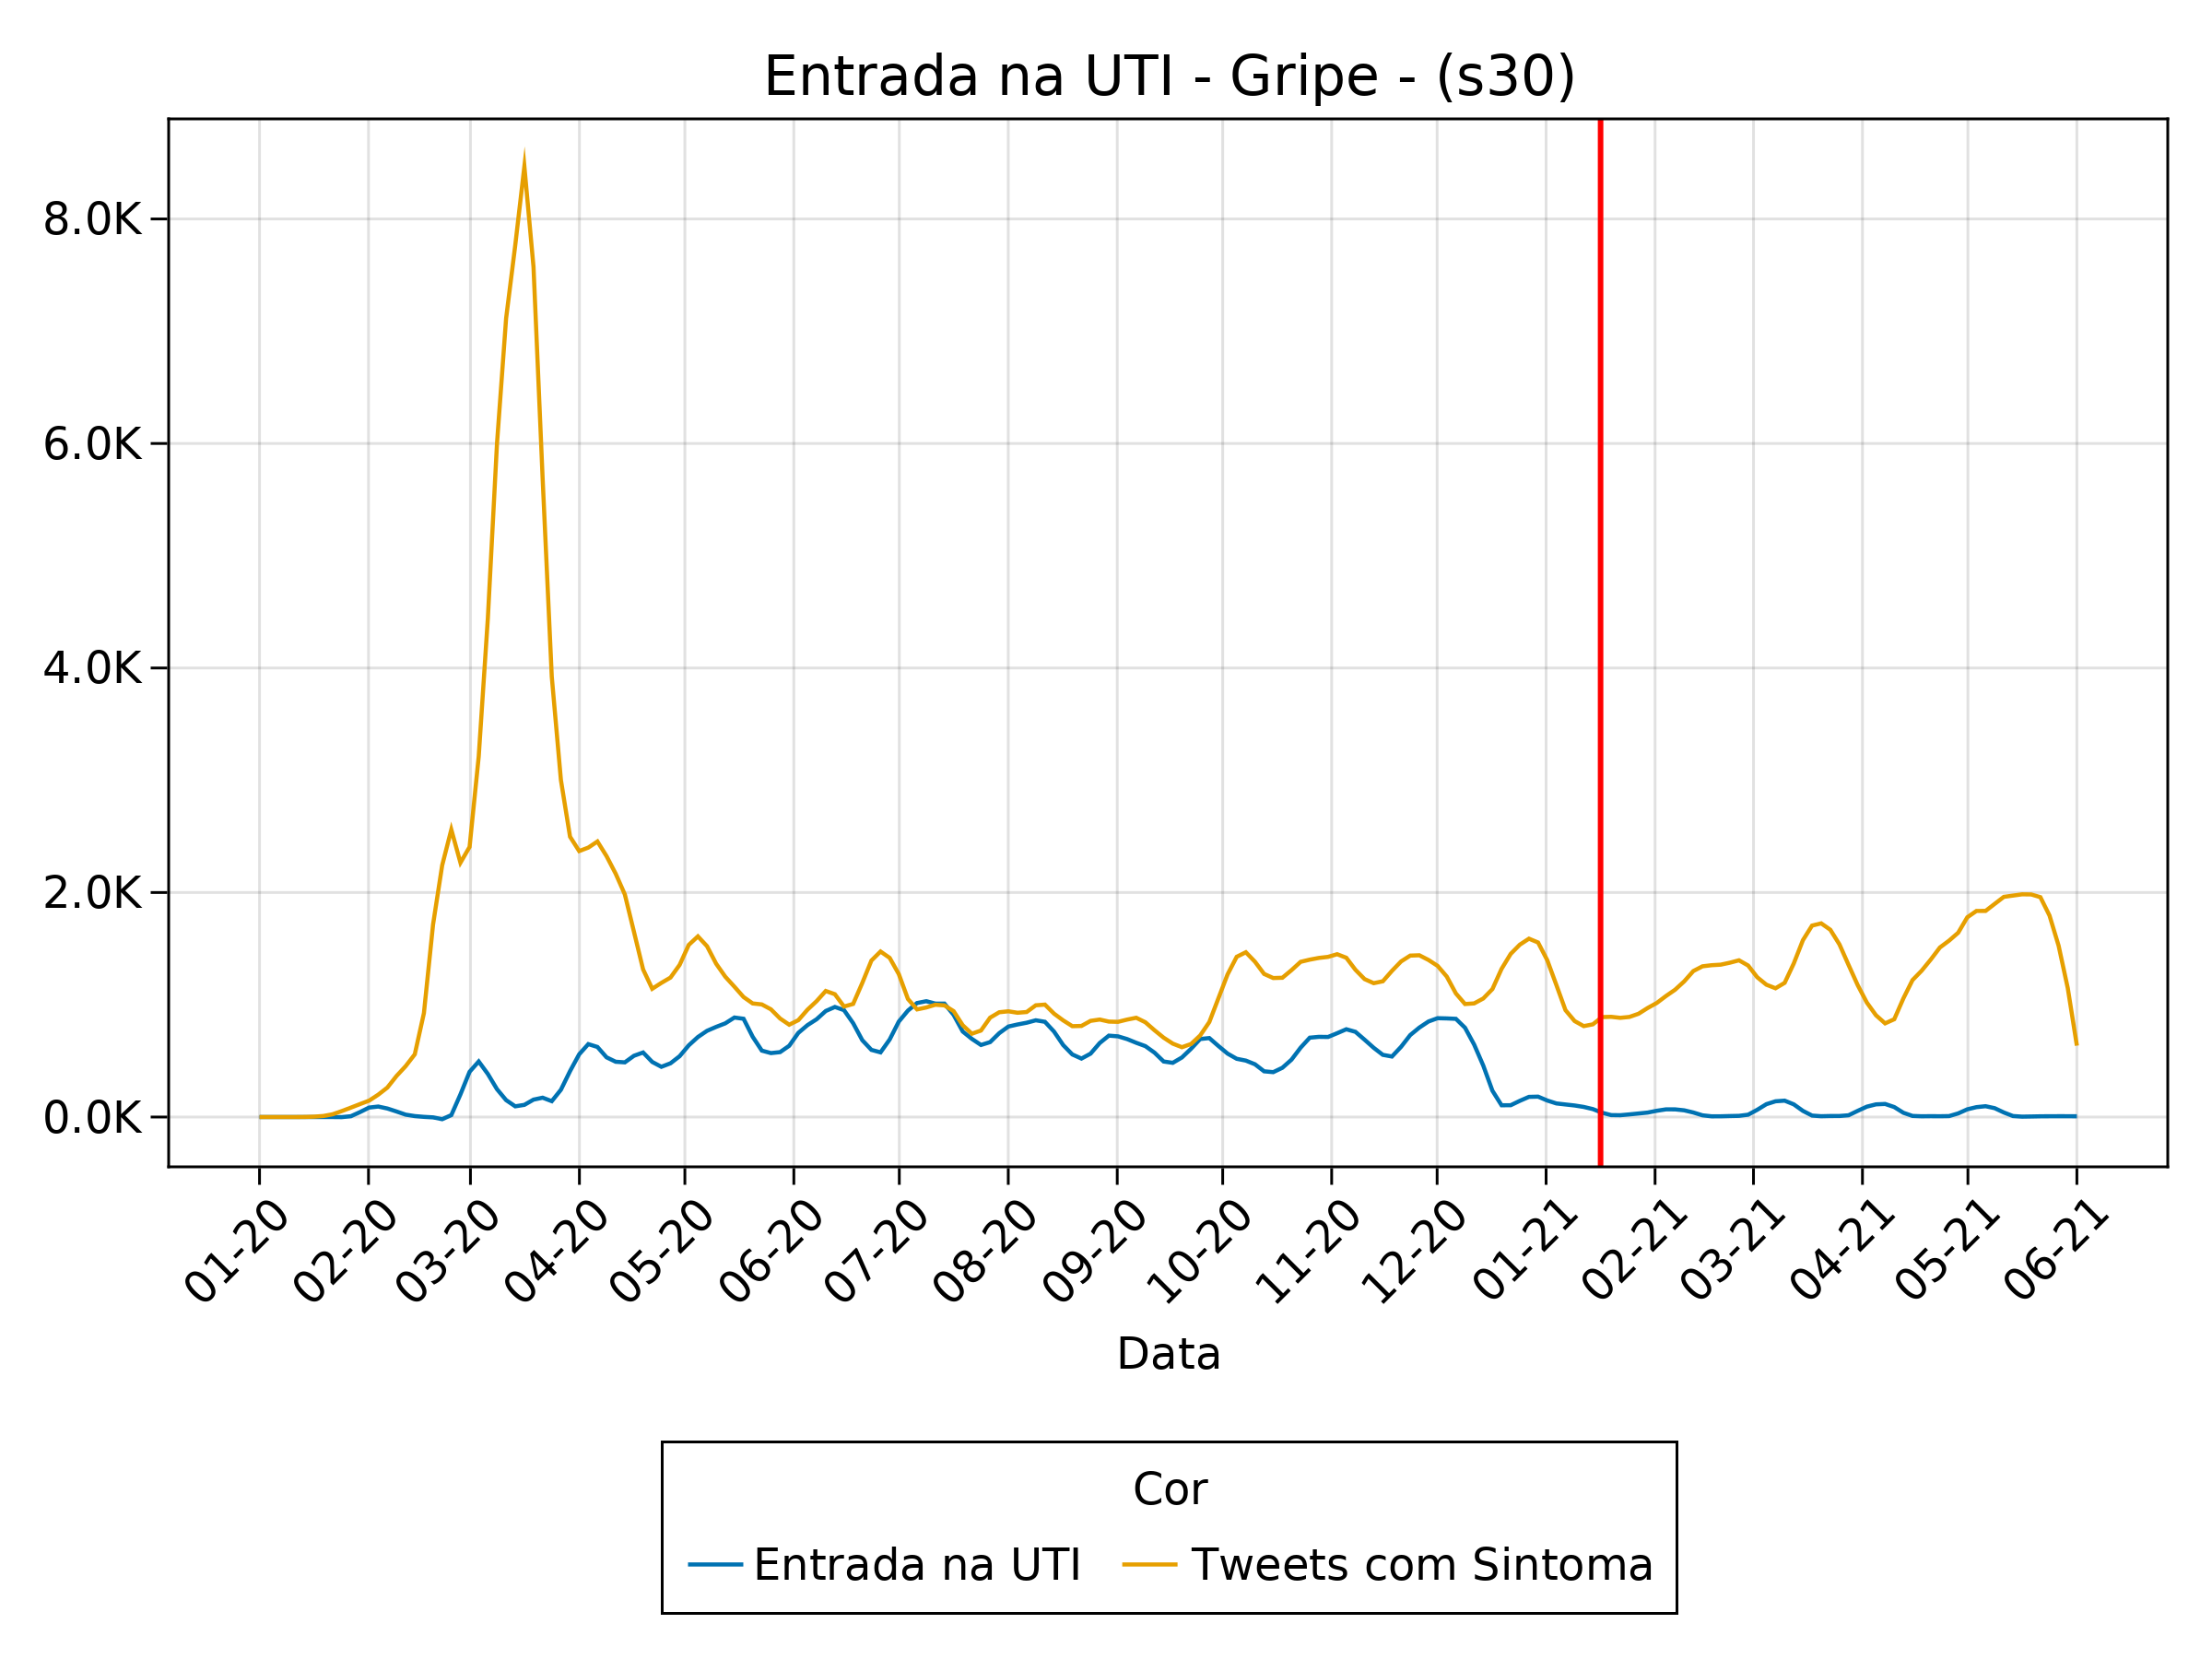 Entrada na UTI - Gripe - (s30)
8.0K
6.0K
4.0K
2.0K
0.0K
01-20
02-20
03-20
04-20
05-20
06-20
07-20
08-20
09-20
10-20
11-20
12-20
01-21
02-21
03-21
04-21
05-21
06-21
Data
Cor
Entrada na UTI
Tweets com Sintoma